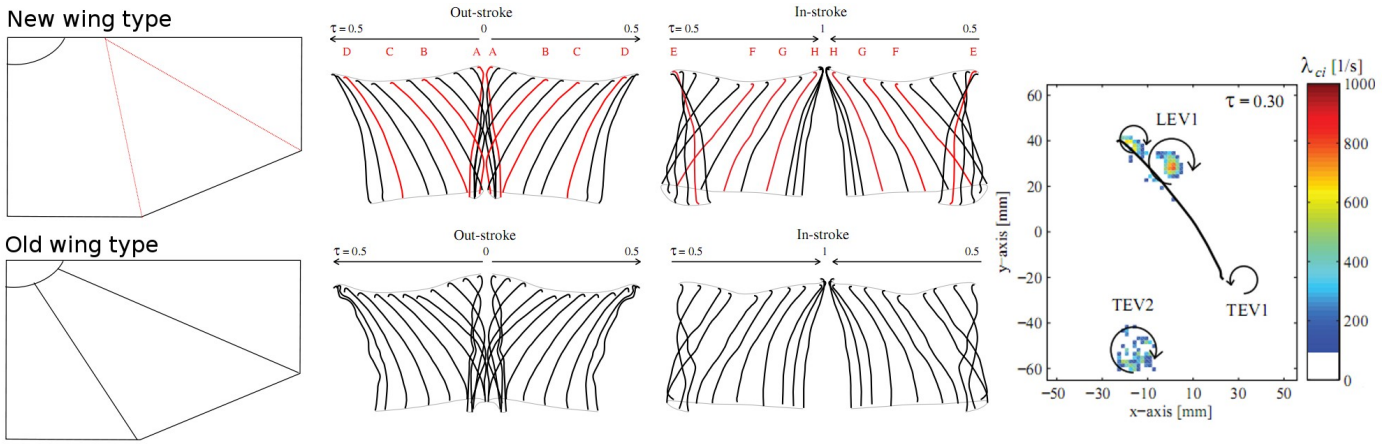 New wing type
Out-stroke
τ = 0.5 0 0.5
D C B A A B C D
In-stroke
τ = 0.5 1 0.5
E F G H H G F E
Old wing type
Out-stroke
τ = 0.5 0 0.5
In-stroke
τ = 0.5 1 0.5
λci [1/s]
1000
800
600
400
200
0
τ = 0.30
LEV1
TEV1
TEV2
y-axis [mm]
60
40
20
0
−20
−40
−60
−50 −30 −10 10 30 50
x-axis [mm]